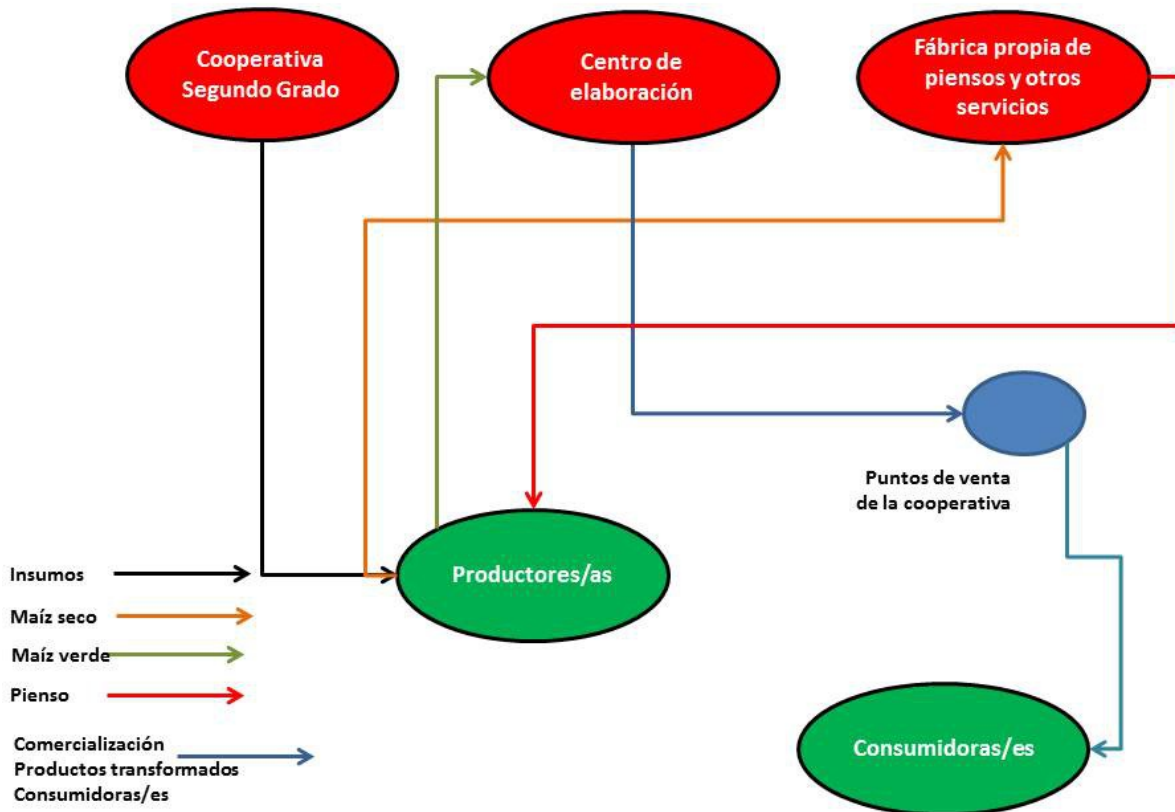 Cooperativa
Segundo Grado
Centro de
elaboración
Fábrica propia de
piensos y otros
servicios
Puntos de venta
de la cooperativa
Productores/as
Insumos
Maíz seco
Maíz verde
Pienso
Comercialización
Productos transformados
Consumidoras/es
Consumidoras/es